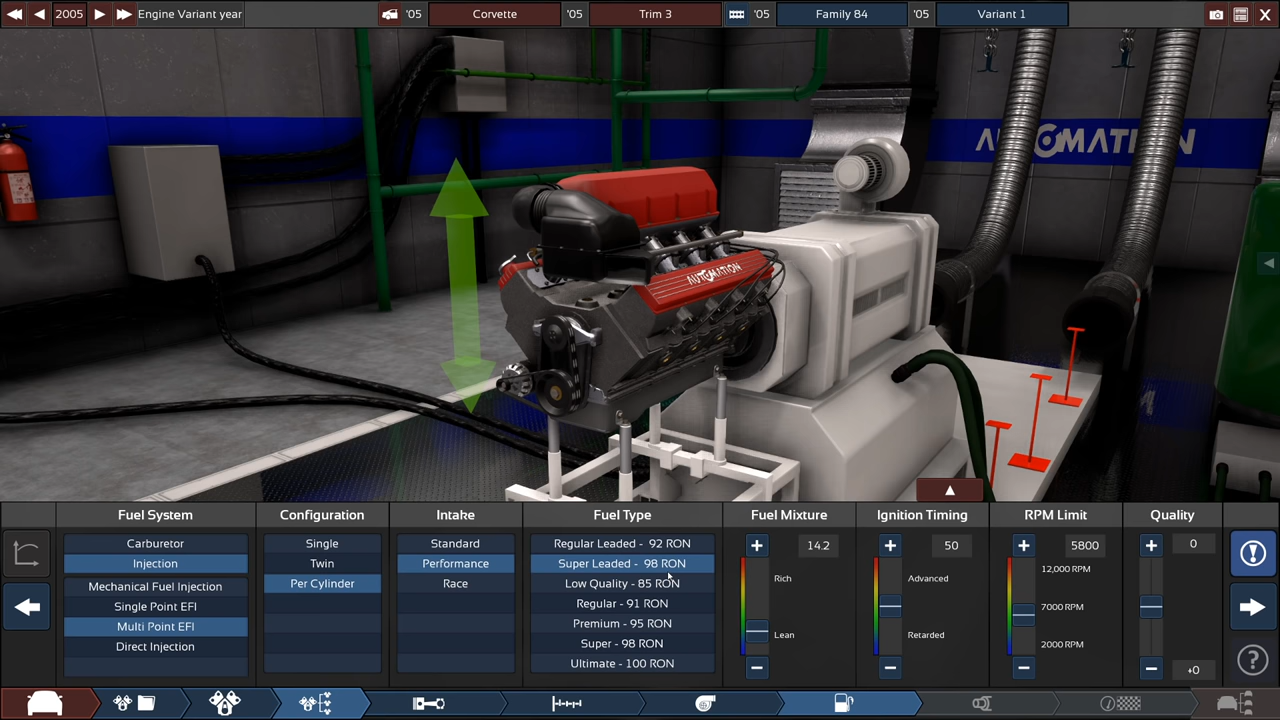 2005 Engine Variant year '05 Corvette '05 Trim 3 '05 Family 84 '05 Variant 1
AUTOMATION
AUTOMATION
Fuel System
Carburetor
Injection
Mechanical Fuel Injection
Single Point EFI
Multi Point EFI
Direct Injection
Configuration
Single
Twin
Per Cylinder
Intake
Standard
Performance
Race
Fuel Type
Regular Leaded - 92 RON
Super Leaded - 98 RON
Low Quality - 85 RON
Regular - 91 RON
Premium - 95 RON
Super - 98 RON
Ultimate - 100 RON
Fuel Mixture
14.2
Rich
Lean
Ignition Timing
50
Advanced
Retarded
RPM Limit
5800
12,000 RPM
7000 RPM
2000 RPM
Quality
0
+0